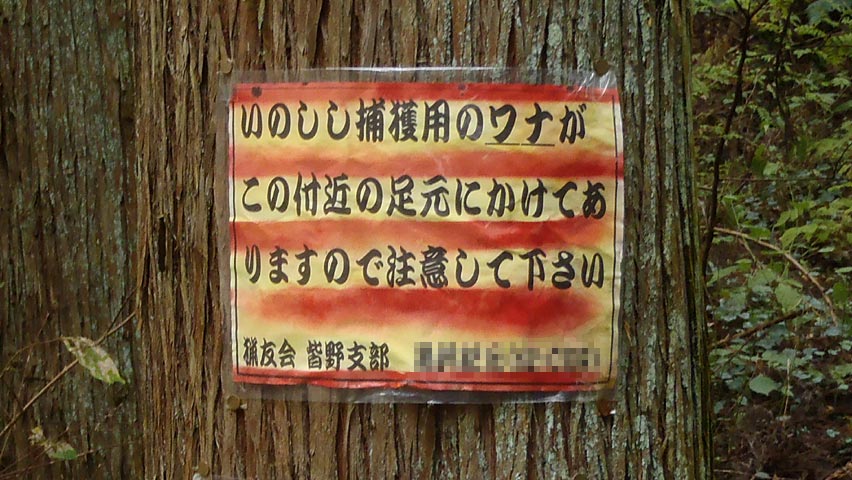 いのしし捕獲用のワナが
この付近の足元にかけてあ
りますので注意して下さい
猟友会 皆野支部